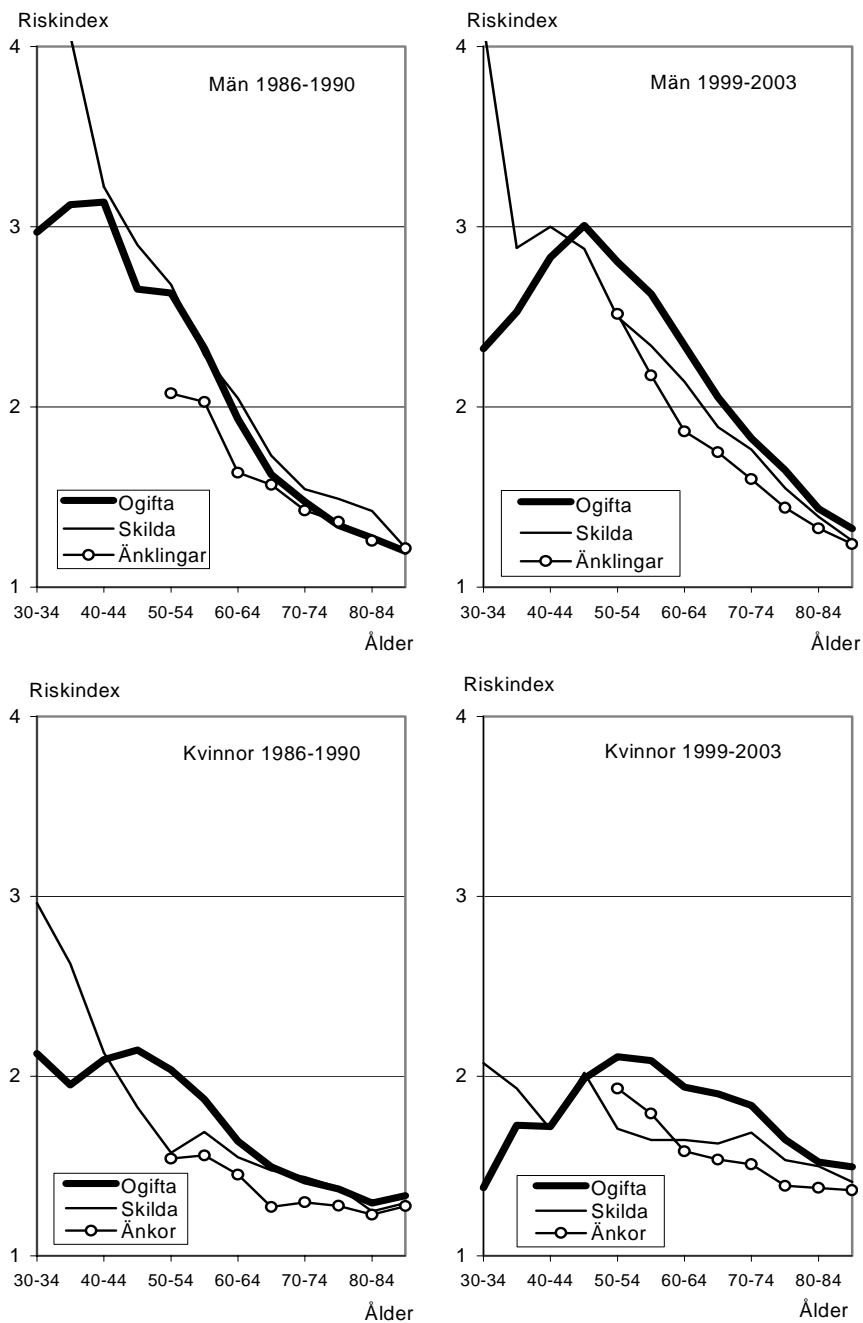 Riskindex
4
Män 1986-1990
3
2
Ogifta
Skilda
Änklingar
1
30-34 40-44 50-54 60-64 70-74 80-84
Ålder
Riskindex
4
Män 1999-2003
3
2
Ogifta
Skilda
Änklingar
1
30-34 40-44 50-54 60-64 70-74 80-84
Ålder
Riskindex
4
Kvinnor 1986-1990
3
2
Ogifta
Skilda
Änkor
1
30-34 40-44 50-54 60-64 70-74 80-84
Ålder
Riskindex
4
Kvinnor 1999-2003
3
2
Ogifta
Skilda
Änkor
1
30-34 40-44 50-54 60-64 70-74 80-84
Ålder